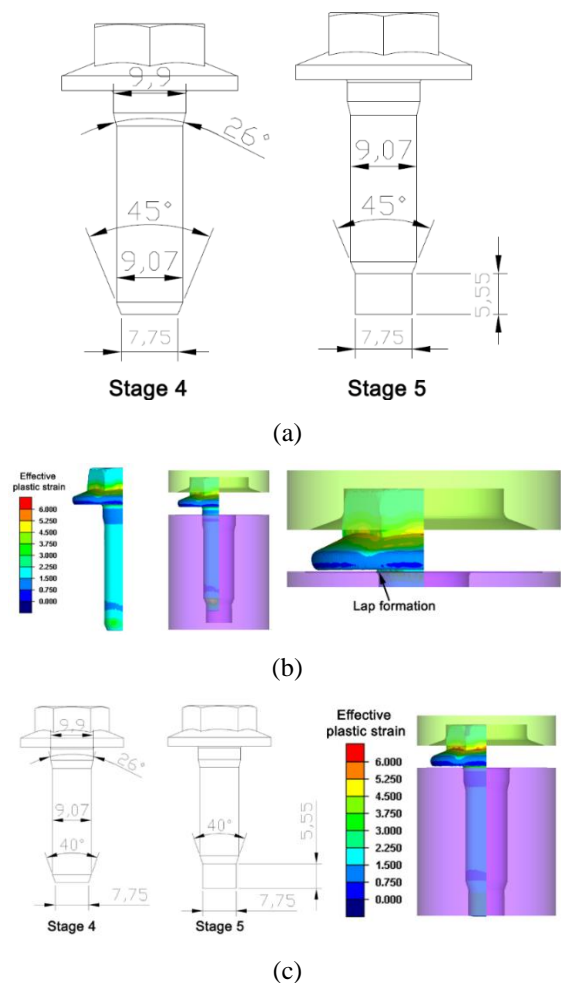 9,9
26°
45°
9,07
7,75
Stage 4
9,07
45°
5,55
7,75
Stage 5
(a)
Effective
plastic strain
6.000
5.250
4.500
3.750
3.000
2.250
1.500
0.750
0.000
Lap formation
(b)
9,9
26°
9,07
40°
7,75
Stage 4
40°
5,55
7,75
Stage 5
Effective
plastic strain
6.000
5.250
4.500
3.750
3.000
2.250
1.500
0.750
0.000
(c)